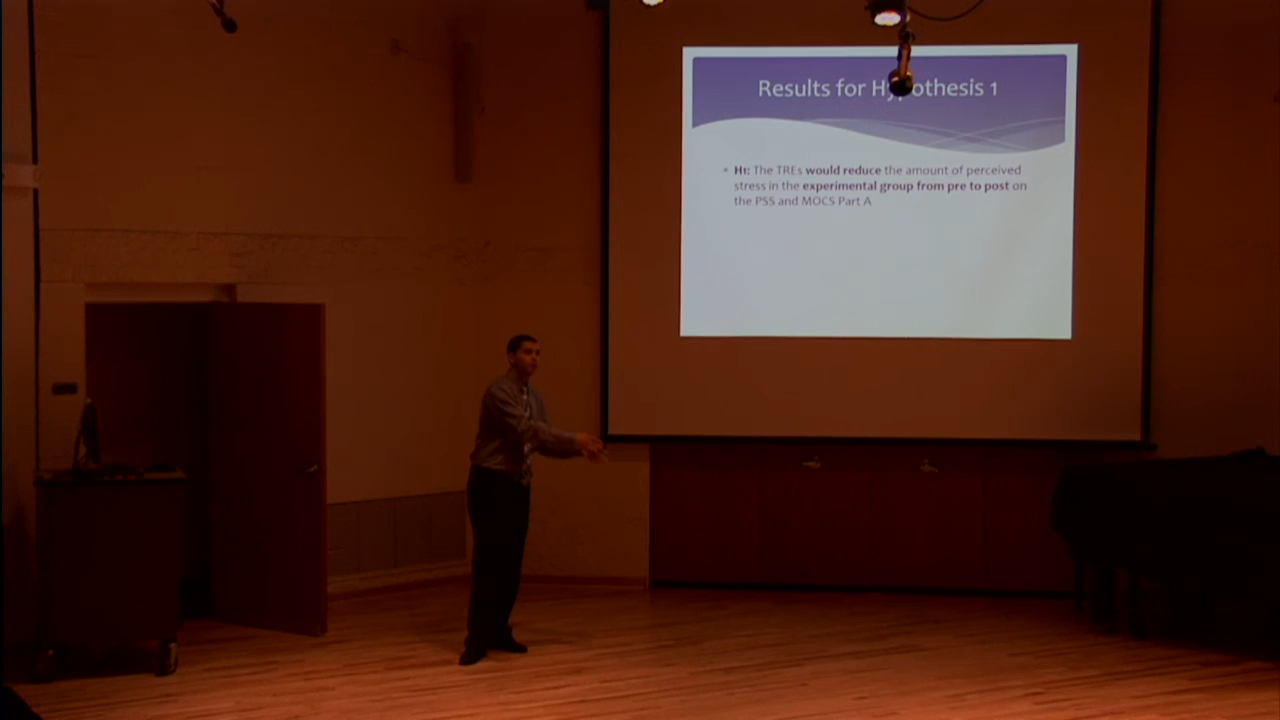 Results for Hypothesis 1
• H1: The TREs would reduce the amount of perceived
stress in the experimental group from pre to post on
the PSS and MOCS Part A